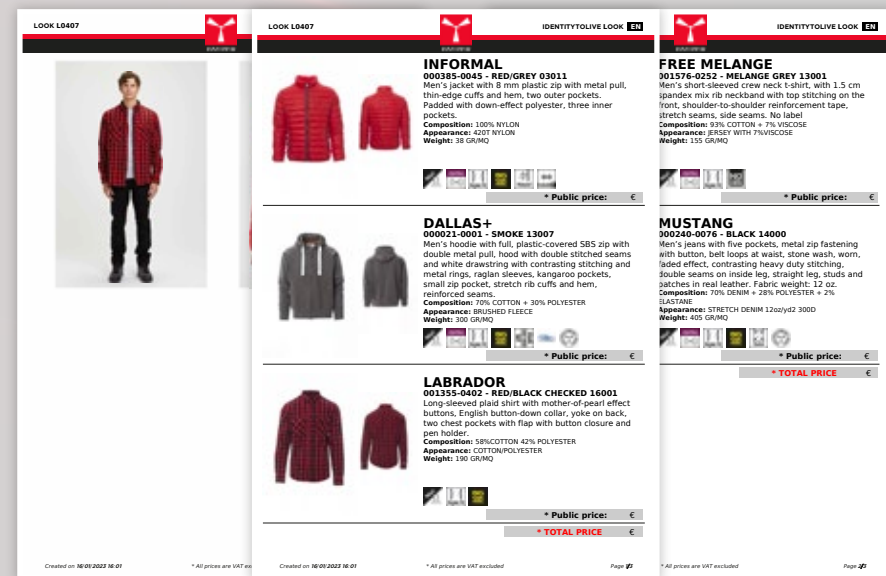 LOOK L0407
Created on 16/01/2023 16:01
* All prices are VAT ex
LOOK L0407
IDENTITYTOLIVE LOOK EN
INFORMAL
000385-0045 - RED/GREY 03011
Men's jacket with 8 mm plastic zip with metal pull,
thin-edge cuffs and hem, two outer pockets.
Padded with down-effect polyester, three inner
pockets.
Composition: 100% NYLON
Appearance: 420T NYLON
Weight: 38 GR/MQ
* Public price: €
DALLAS+
000021-0001 - SMOKE 13007
Men's hoodie with full, plastic-covered SBS zip with
double metal pull, hood with double stitched seams
and white drawstring with contrasting stitching and
metal rings, raglan sleeves, kangaroo pockets,
small zip pocket, stretch rib cuffs and hem,
reinforced seams.
Composition: 70% COTTON + 30% POLYESTER
Appearance: BRUSHED FLEECE
Weight: 300 GR/MQ
* Public price: €
LABRADOR
001355-0402 - RED/BLACK CHECKED 16001
Long-sleeved plaid shirt with mother-of-pearl effect
buttons, English button-down collar, yoke on back,
two chest pockets with flap with button closure and
pen holder.
Composition: 58%COTTON 42% POLYESTER
Appearance: COTTON/POLYESTER
Weight: 190 GR/MQ
* Public price: €
* TOTAL PRICE €
Created on 16/01/2023 16:01
* All prices are VAT excluded
Page
IDENTITYTOLIVE LOOK EN
FREE MELANGE
001576-0252 - MELANGE GREY 13001
Men's short-sleeved crew neck t-shirt, with 1.5 cm
spandex mix rib neckband with top stitching on the
front, shoulder-to-shoulder reinforcement tape,
stretch seams, side seams. No label
Composition: 93% COTTON + 7% VISCOSE
Appearance: JERSEY WITH 7%VISCOSE
Weight: 155 GR/MQ
* Public price: €
MUSTANG
000240-0076 - BLACK 14000
Men's jeans with five pockets, metal zip fastening
with button, belt loops at waist, stone wash, worn,
faded effect, contrasting heavy duty stitching,
double seams on inside leg, straight leg, studs and
patches in real leather. Fabric weight: 12 oz.
Composition: 70% DENIM + 28% POLYESTER + 2%
ELASTANE
Appearance: STRETCH DENIM 12oz/yd2 300D
Weight: 405 GR/MQ
* Public price: €
* TOTAL PRICE €
* All prices are VAT excluded
Page